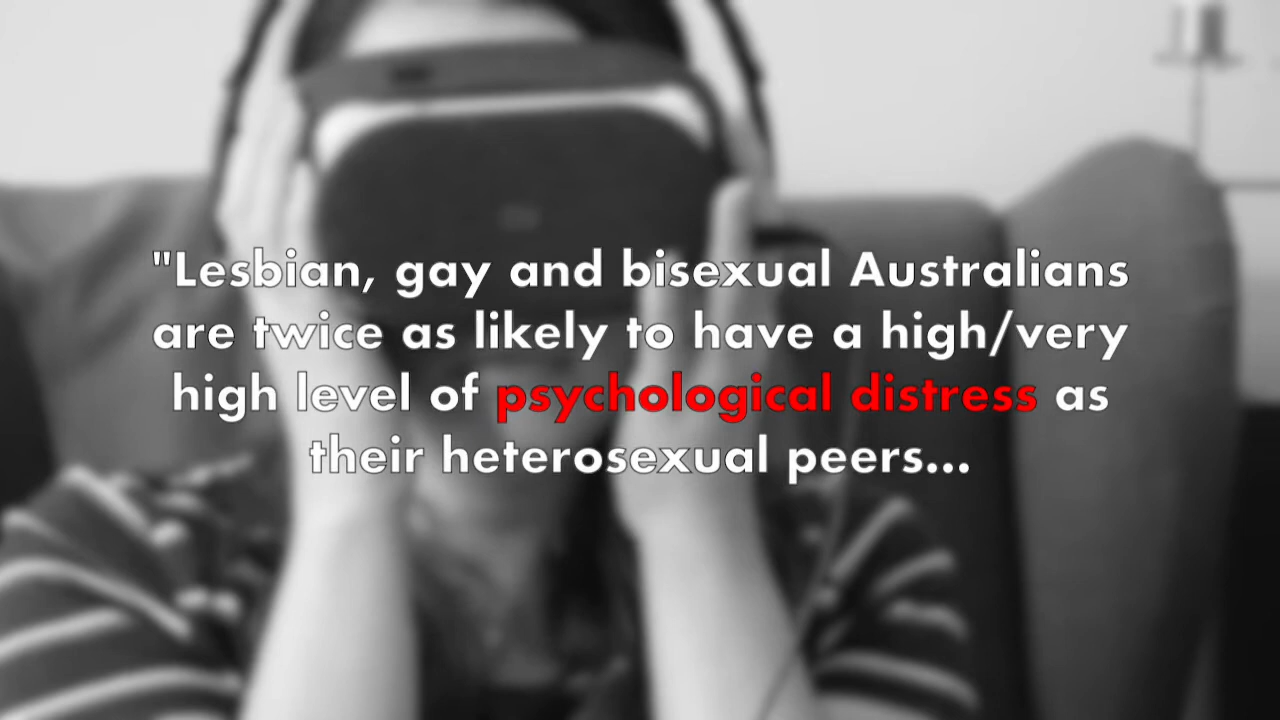 "Lesbian, gay and bisexual Australians
are twice as likely to have a high/very
high level of psychological distress as
their heterosexual peers...